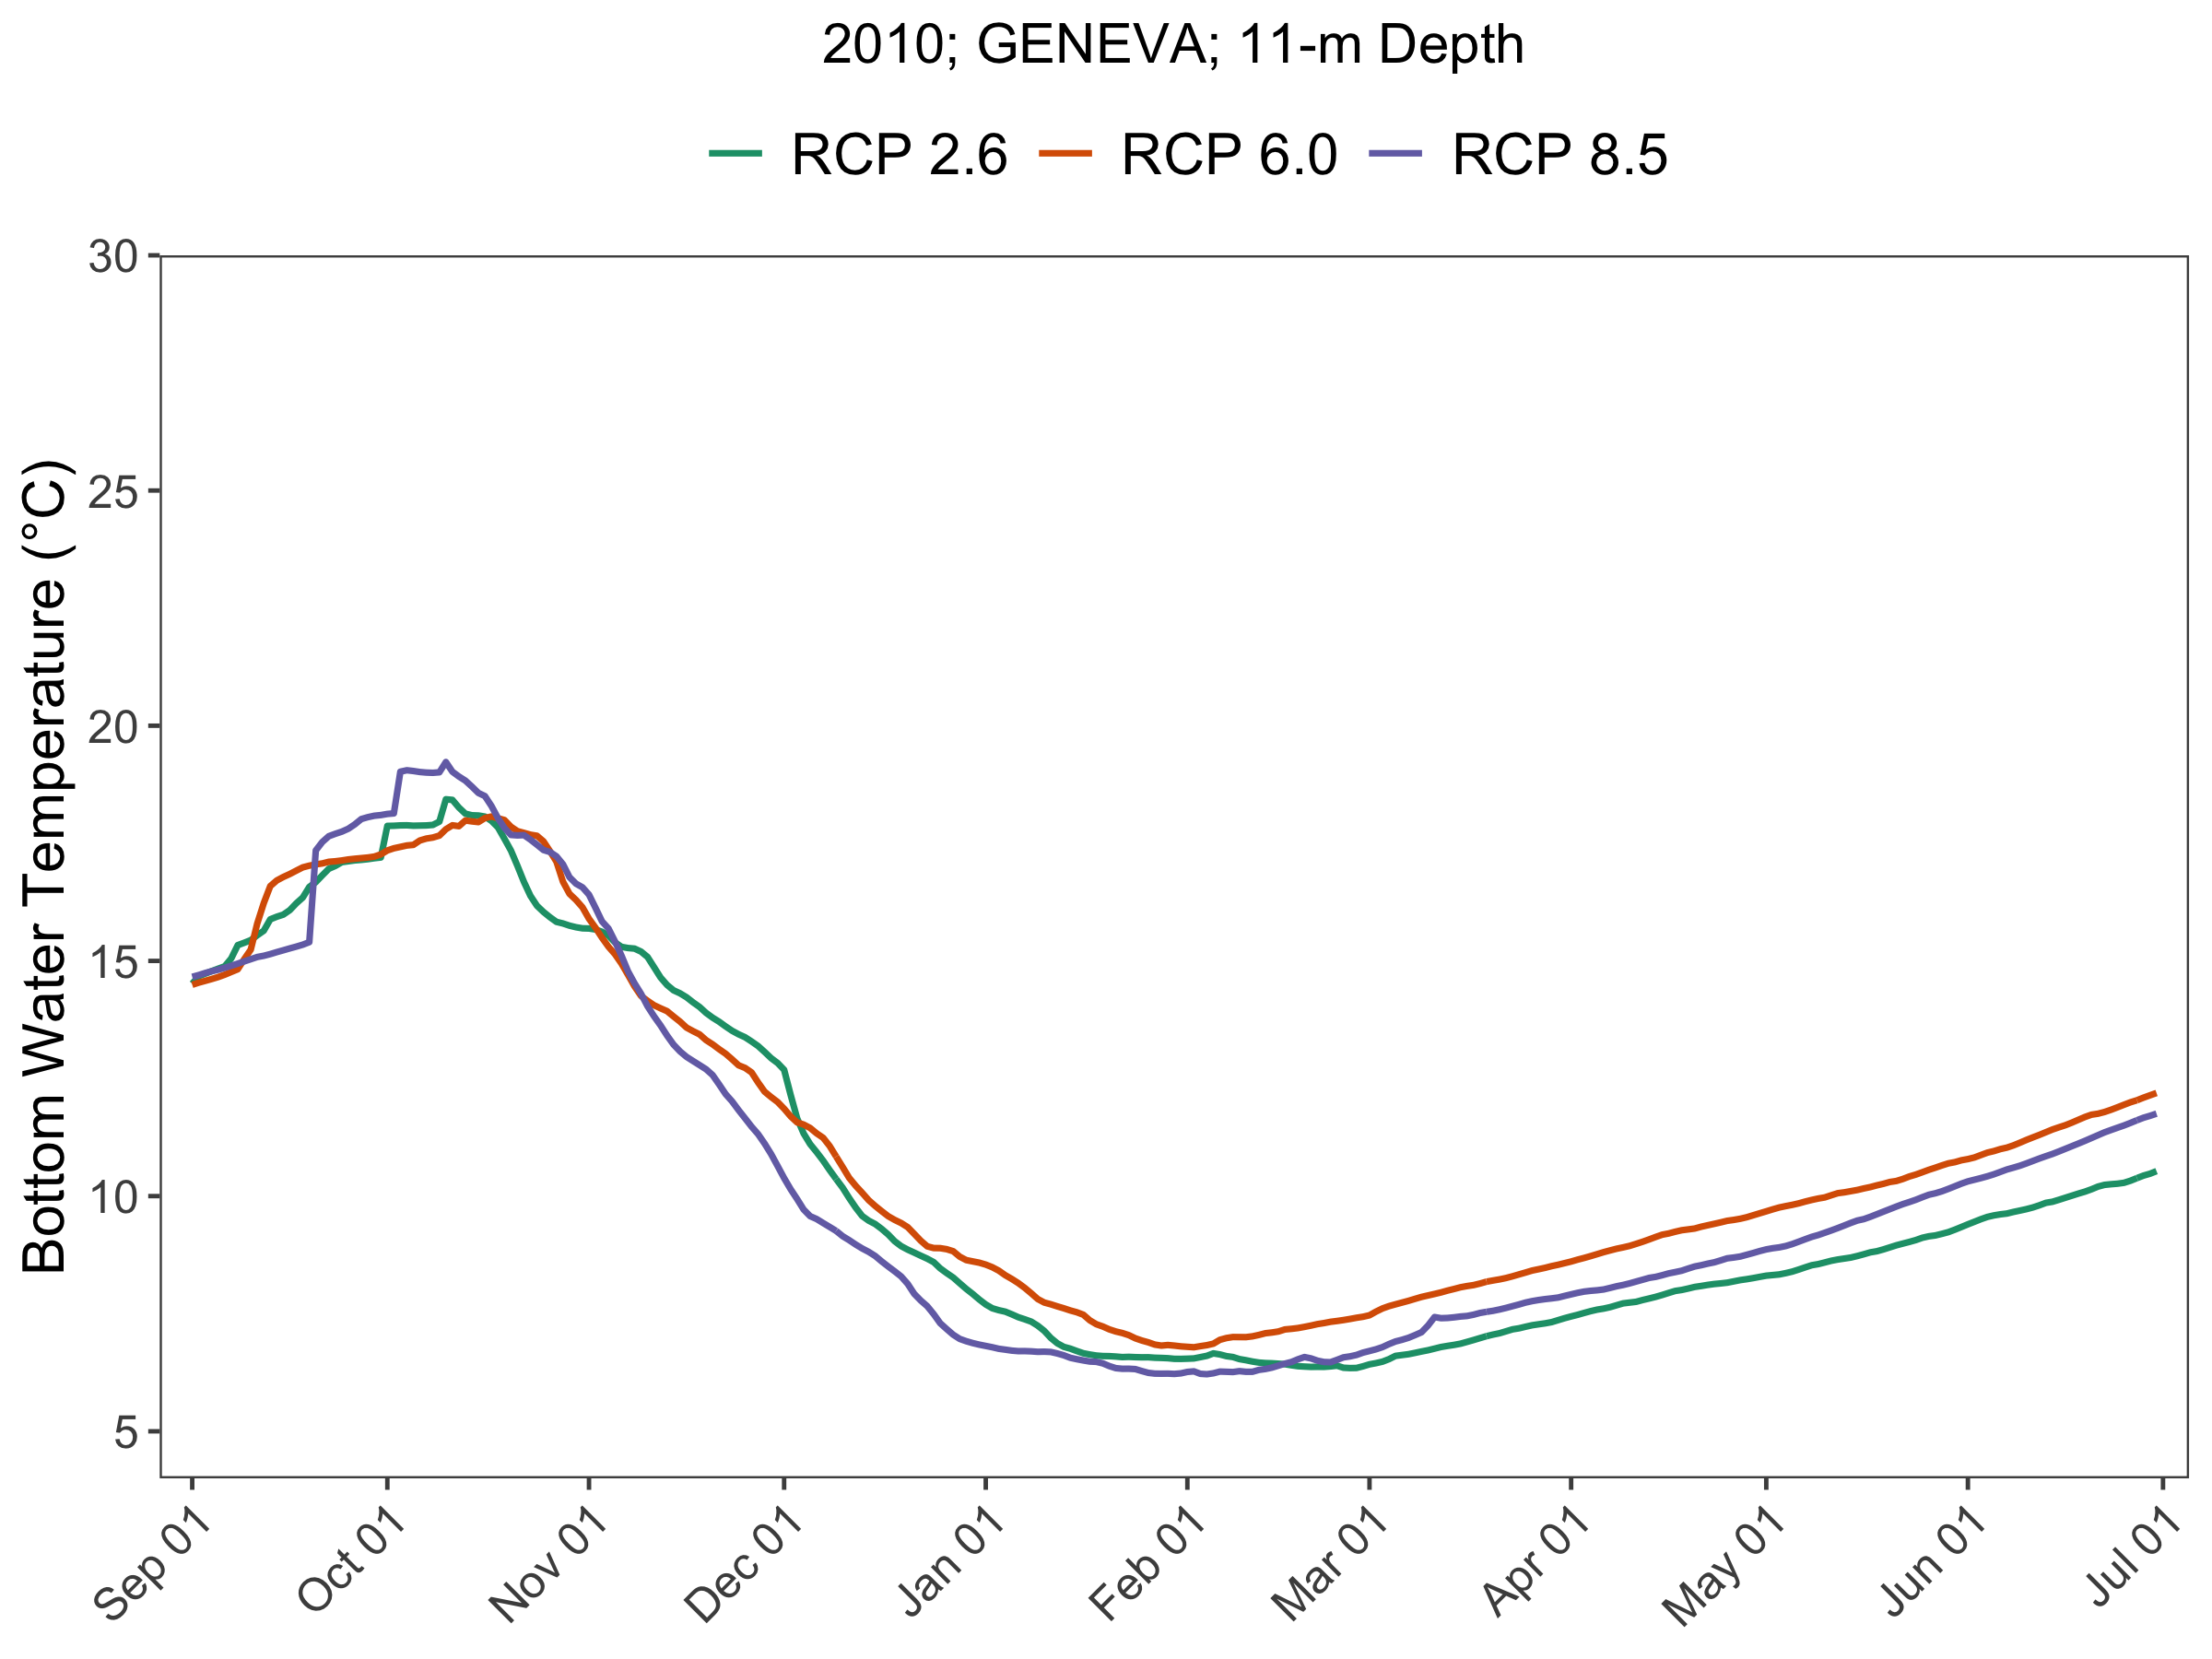 2010; GENEVA; 11-m Depth
RCP 2.6 RCP 6.0 RCP 8.5
Bottom Water Temperature (°C)
30
25
20
15
10
5
Sep 01 Oct 01 Nov 01 Dec 01 Jan 01 Feb 01 Mar 01 Apr 01 May 01 Jun 01 Jul 01